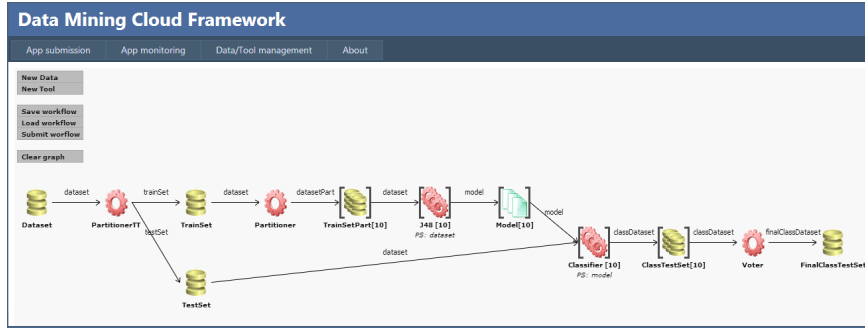 Data Mining Cloud Framework
App submission App monitoring Data/Tool management About
New Data
New Tool
Save workflow
Load workflow
Submit worflow
Clear graph
dataset trainSet dataset datasetPart dataset model
Dataset PartitionerTT TrainSet Partitioner TrainSetPart[10] J48 [10] Model[10]
PS: dataset
model
testSet
classDataset classDataset finalClassDataset
dataset
Classifier [10] ClassTestSet[10] Voter FinalClassTestSet
PS: model
TestSet